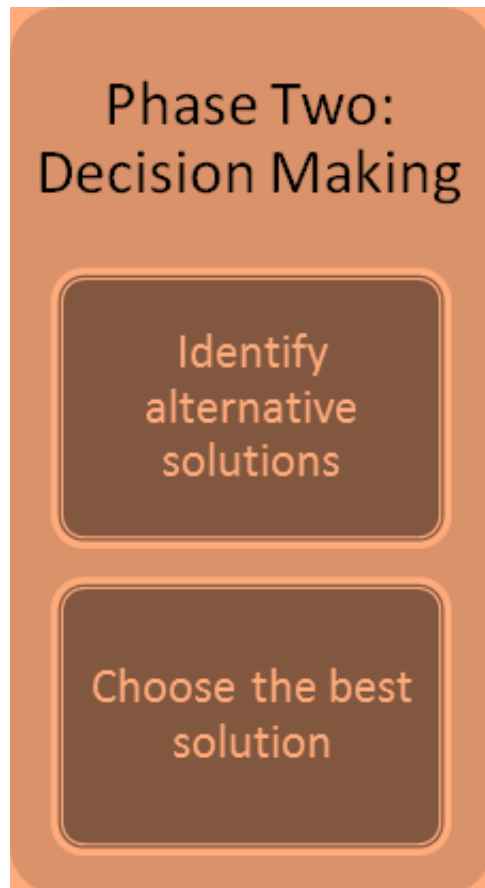 Phase Two:
Decision Making
Identify
alternative
solutions
Choose the best
solution